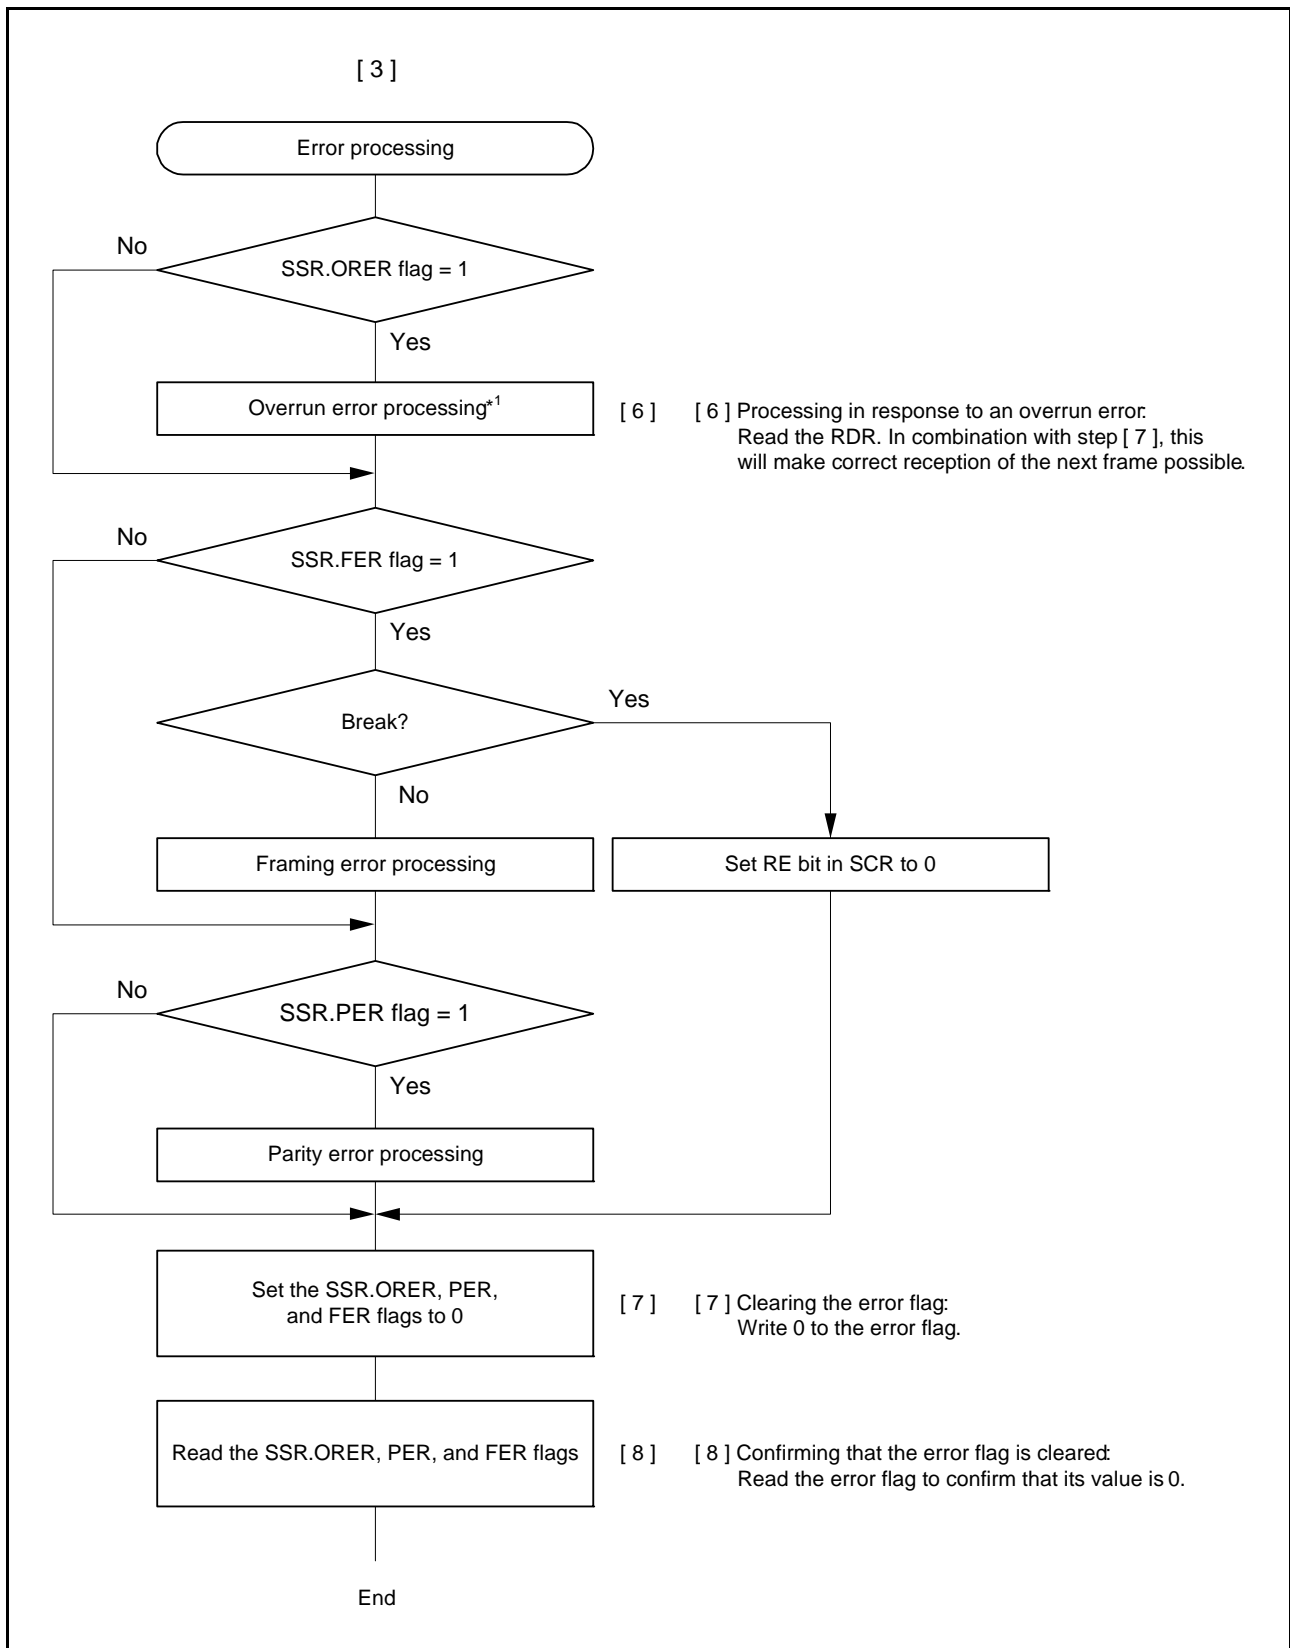 [ 3 ]
Error processing
No
SSR.ORER flag = 1
Yes
Overrun error processing*1
[ 6 ]
[ 6 ] Processing in response to an overrun error:
Read the RDR. In combination with step [ 7 ], this
will make correct reception of the next frame possible.
No
SSR.FER flag = 1
Yes
Break?
Yes
No
Framing error processing
Set RE bit in SCR to 0
No
SSR.PER flag = 1
Yes
Parity error processing
Set the SSR.ORER, PER,
and FER flags to 0
[ 7 ]
[ 7 ] Clearing the error flag:
Write 0 to the error flag.
Read the SSR.ORER, PER, and FER flags
[ 8 ]
[ 8 ] Confirming that the error flag is cleared:
Read the error flag to confirm that its value is 0.
End